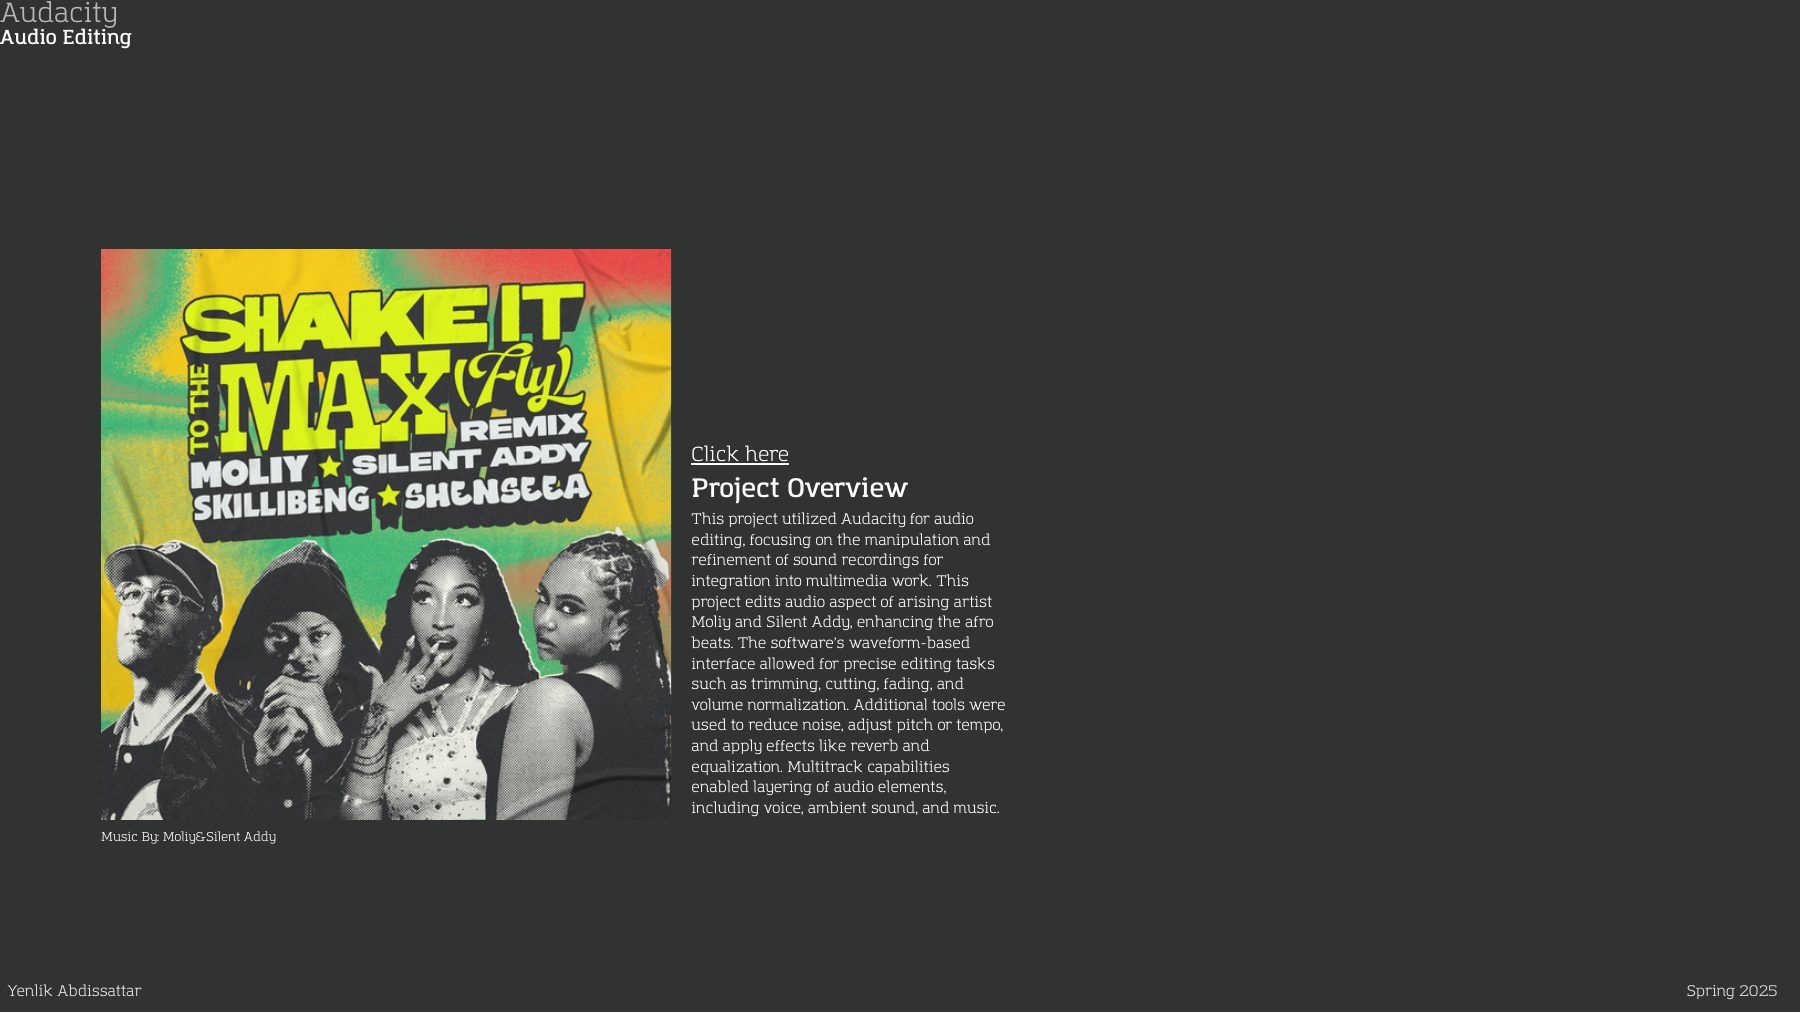 Audacity
Audio Editing
SHAKE IT
TO THE MAX (Fly)
REMIX
MOLIY ★ SILENT ADDY
SKILLIBENG ★ SHENSEEA
Click here
Project Overview
This project utilized Audacity for audio
editing, focusing on the manipulation and
refinement of sound recordings for
integration into multimedia work. This
project edits audio aspect of arising artist
Moliy and Silent Addy, enhancing the afro
beats. The software's waveform-based
interface allowed for precise editing tasks
such as trimming, cutting, fading, and
volume normalization. Additional tools were
used to reduce noise, adjust pitch or tempo,
and apply effects like reverb and
equalization. Multitrack capabilities
enabled layering of audio elements,
including voice, ambient sound, and music.
Music By: Moliy&Silent Addy
Yenlik Abdissattar
Spring 2025